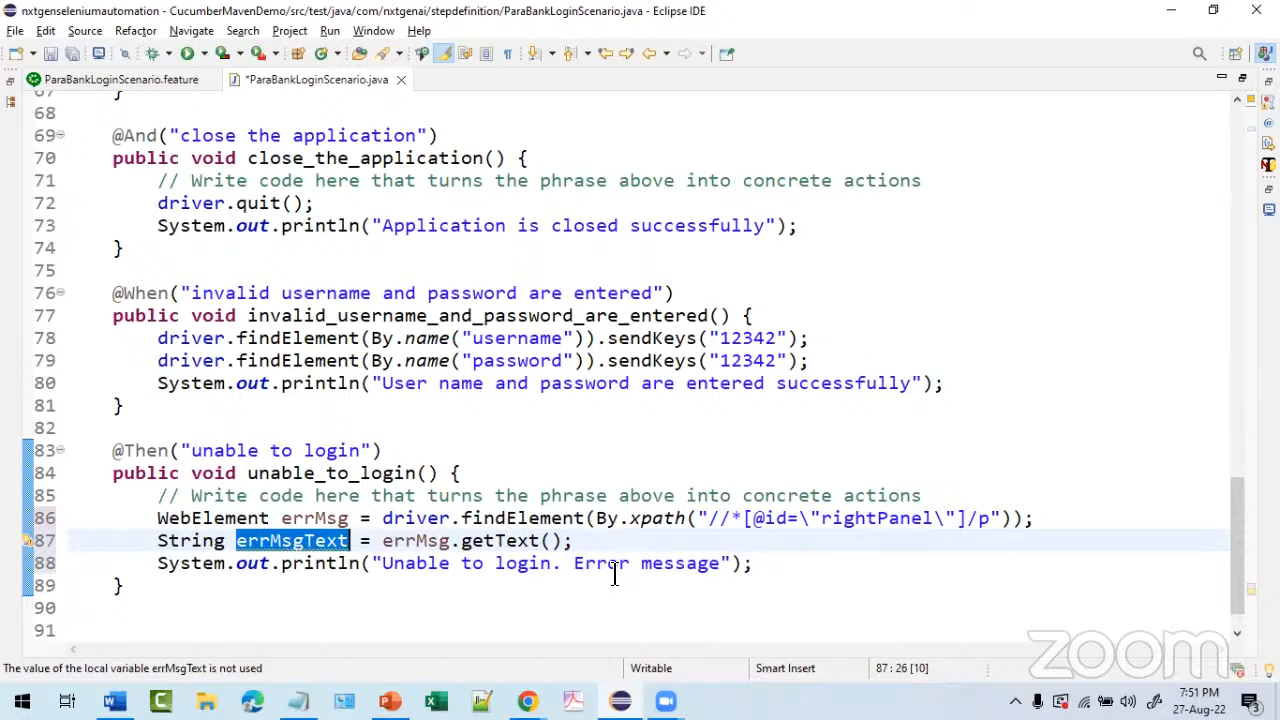 nxtgenseleniumautomation - CucumberMavenDemo/src/test/java/com/nxtgenai/stepdefinition/ParaBankLoginScenario.java - Eclipse IDE
File Edit Source Refactor Navigate Search Project Run Window Help
ParaBankLoginScenario.feature *ParaBankLoginScenario.java
67 }
68
69 @And("close the application")
70 public void close_the_application() {
71 // Write code here that turns the phrase above into concrete actions
72 driver.quit();
73 System.out.println("Application is closed successfully");
74 }
75
76 @When("invalid username and password are entered")
77 public void invalid_username_and_password_are_entered() {
78 driver.findElement(By.name("username")).sendKeys("12342");
79 driver.findElement(By.name("password")).sendKeys("12342");
80 System.out.println("User name and password are entered successfully");
81 }
82
83 @Then("unable to login")
84 public void unable_to_login() {
85 // Write code here that turns the phrase above into concrete actions
86 WebElement errMsg = driver.findElement(By.xpath("//*[@id=\"rightPanel\"]/p"));
87 String errMsgText = errMsg.getText();
88 System.out.println("Unable to login. Error message");
89 }
90
91
zoom
The value of the local variable errMsgText is not used Writable Smart Insert 87 : 26 [10]
7:51 PM
27-Aug-22
3